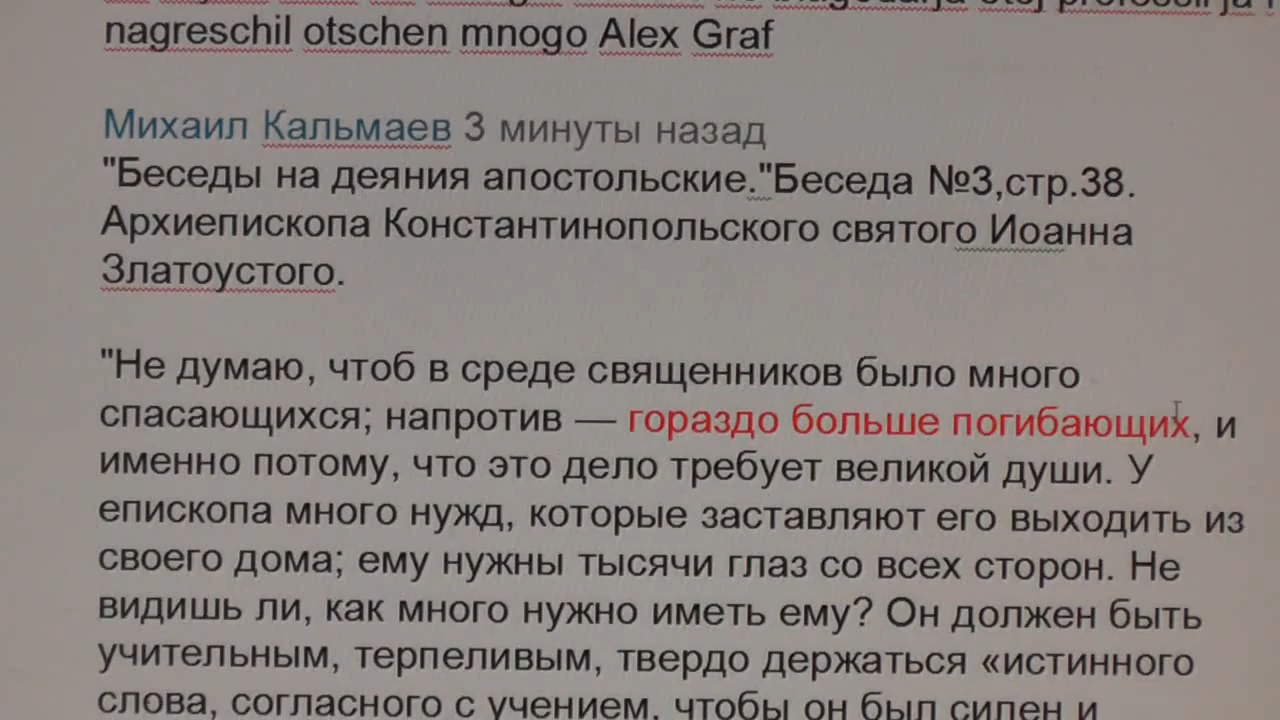 nagreschil otschen mnogo Alex Graf
Михаил Кальмаев 3 минуты назад
"Беседы на деяния апостольские."Беседа №3,стр.38.
Архиепископа Константинопольского святого Иоанна
Златоустого.
"Не думаю, чтоб в среде священников было много
спасающихся; напротив — гораздо больше погибающих, и
именно потому, что это дело требует великой души. У
епископа много нужд, которые заставляют его выходить из
своего дома; ему нужны тысячи глаз со всех сторон. Не
видишь ли, как много нужно иметь ему? Он должен быть
учительным, терпеливым, твердо держаться «истинного
слова, согласного с учением, чтобы он был силен и